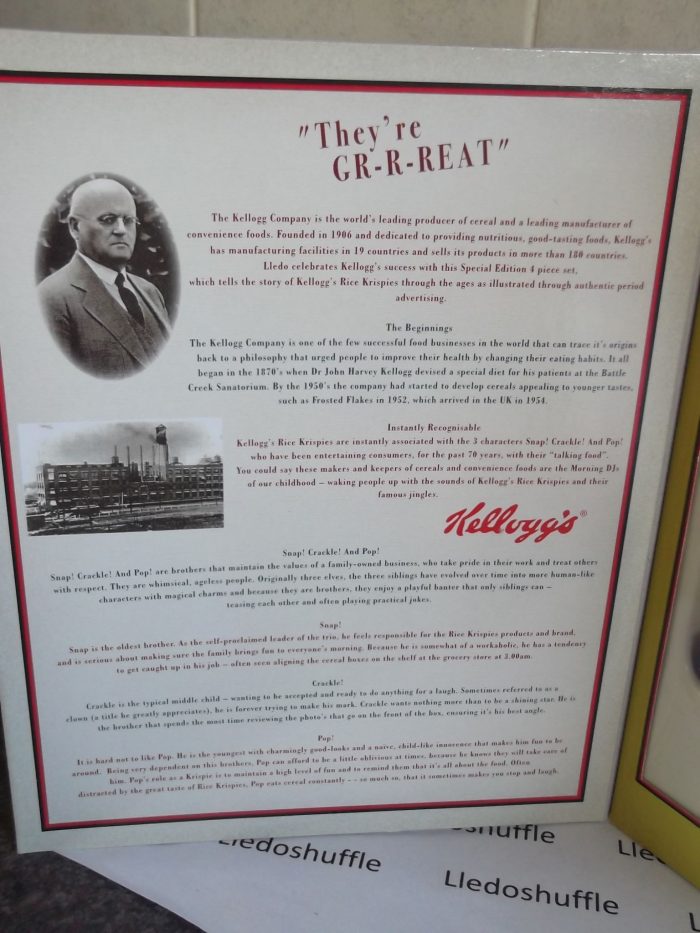 "They're
GR-R-REAT"
The Kellogg Company is the world's leading producer of cereal and a leading manufacturer of
convenience foods. Founded in 1906 and dedicated to providing nutritious, good-tasting foods, Kellogg's
has manufacturing facilities in 19 countries and sells its products in more than 180 countries.
Lledo celebrates Kellogg's success with this Special Edition 4 piece set,
which tells the story of Kellogg's Rice Krispies through the ages as illustrated through authentic period
advertising.
The Beginnings
The Kellogg Company is one of the few successful food businesses in the world that can trace it's origins
back to a philosophy that urged people to improve their health by changing their eating habits. It all
began in the 1870's when Dr John Harvey Kellogg devised a special diet for his patients at the Battle
Creek Sanatorium. By the 1950's the company had started to develop cereals appealing to younger tastes,
such as Frosted Flakes in 1952, which arrived in the UK in 1954.
Instantly Recognisable
Kellogg's Rice Krispies are instantly associated with the 3 characters Snap! Crackle! And Pop!
who have been entertaining consumers, for the past 70 years, with their "talking food".
You could say these makers and keepers of cereals and convenience foods are the Morning DJs
of our childhood – waking people up with the sounds of Kellogg's Rice Krispies and their
famous jingles.
Kellogg's®
Snap! Crackle! And Pop!
Snap! Crackle! And Pop! are brothers that maintain the values of a family-owned business, who take pride in their work and treat others
with respect. They are whimsical, ageless people. Originally three elves, the three siblings have evolved over time into more human-like
characters with magical charms and because they are brothers, they enjoy a playful banter that only siblings can –
teasing each other and often playing practical jokes.
Snap!
Snap is the oldest brother. As the self-proclaimed leader of the trio, he feels responsible for the Rice Krispies products and brand,
and is serious about making sure the family brings fun to everyone's morning. Because he is somewhat of a workaholic, he has a tendency
to get caught up in his job – often seen aligning the cereal boxes on the shelf at the grocery store at 3.00am.
Crackle!
Crackle is the typical middle child – wanting to be accepted and ready to do anything for a laugh. Sometimes referred to as a
clown (a title he greatly appreciates), he is forever trying to make his mark. Crackle wants nothing more than to be a shining star. He is
the brother that spends the most time reviewing the photo's that go on the front of the box, ensuring it's his best angle.
Pop!
It is hard not to like Pop. He is the youngest with charmingly good-looks and a naive, child-like innocence that makes him fun to be
around. Being very dependent on this brothers, Pop can afford to be a little oblivious at times, because he knows they will take care of
him. Pop's role as a Krispie is to maintain a high level of fun and to remind them that it's all about the food. Often
distracted by the great taste of Rice Krispies, Pop eats cereal constantly - - so much so, that it sometimes makes you stop and laugh.
Lledoshuffle
Lledoshuffle